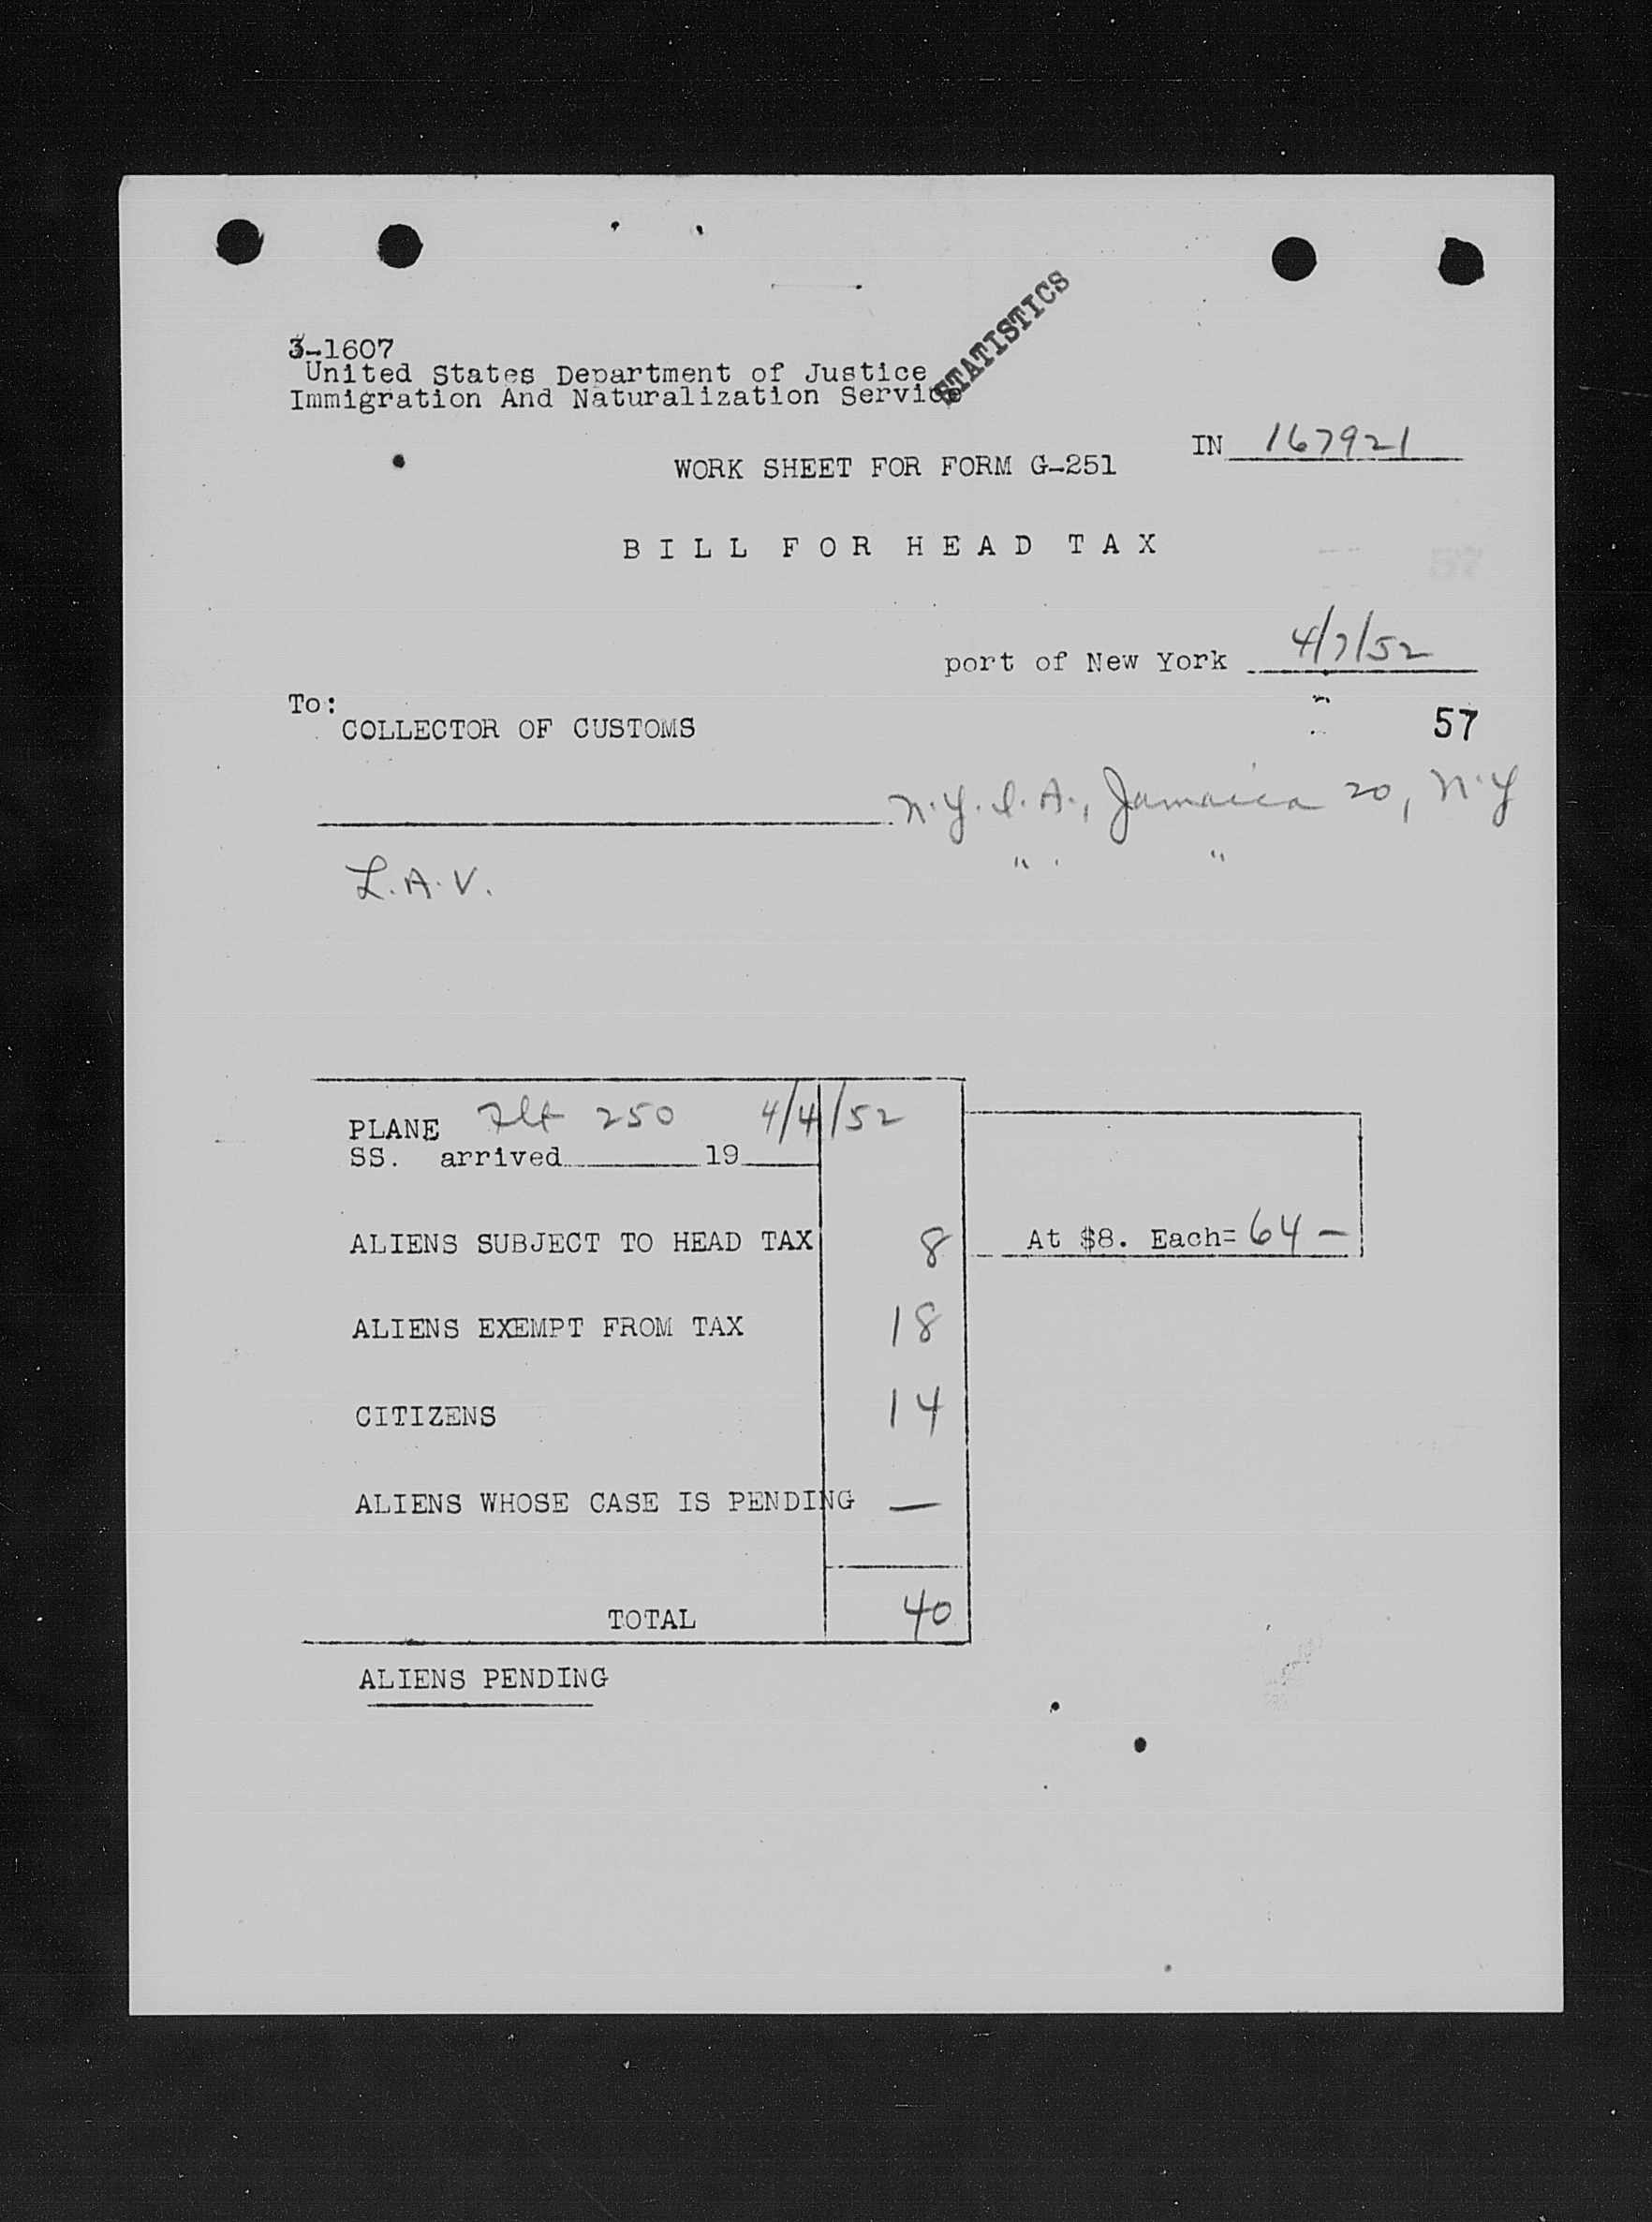 STATISTICS
3-1607
United States Department of Justice
Immigration And Naturalization Service
IN 167921
WORK SHEET FOR FORM G-251
BILL FOR HEAD TAX
port of New York 4/7/52
To:
COLLECTOR OF CUSTOMS
57
N.Y.I.A., Jamaica 20, N.Y
L.A.V. " "
PLANE Flt 250 4/4/52
SS. arrived 19
ALIENS SUBJECT TO HEAD TAX 8 At $8. Each= 64 —
ALIENS EXEMPT FROM TAX 18
CITIZENS 14
ALIENS WHOSE CASE IS PENDING —
TOTAL 40
ALIENS PENDING